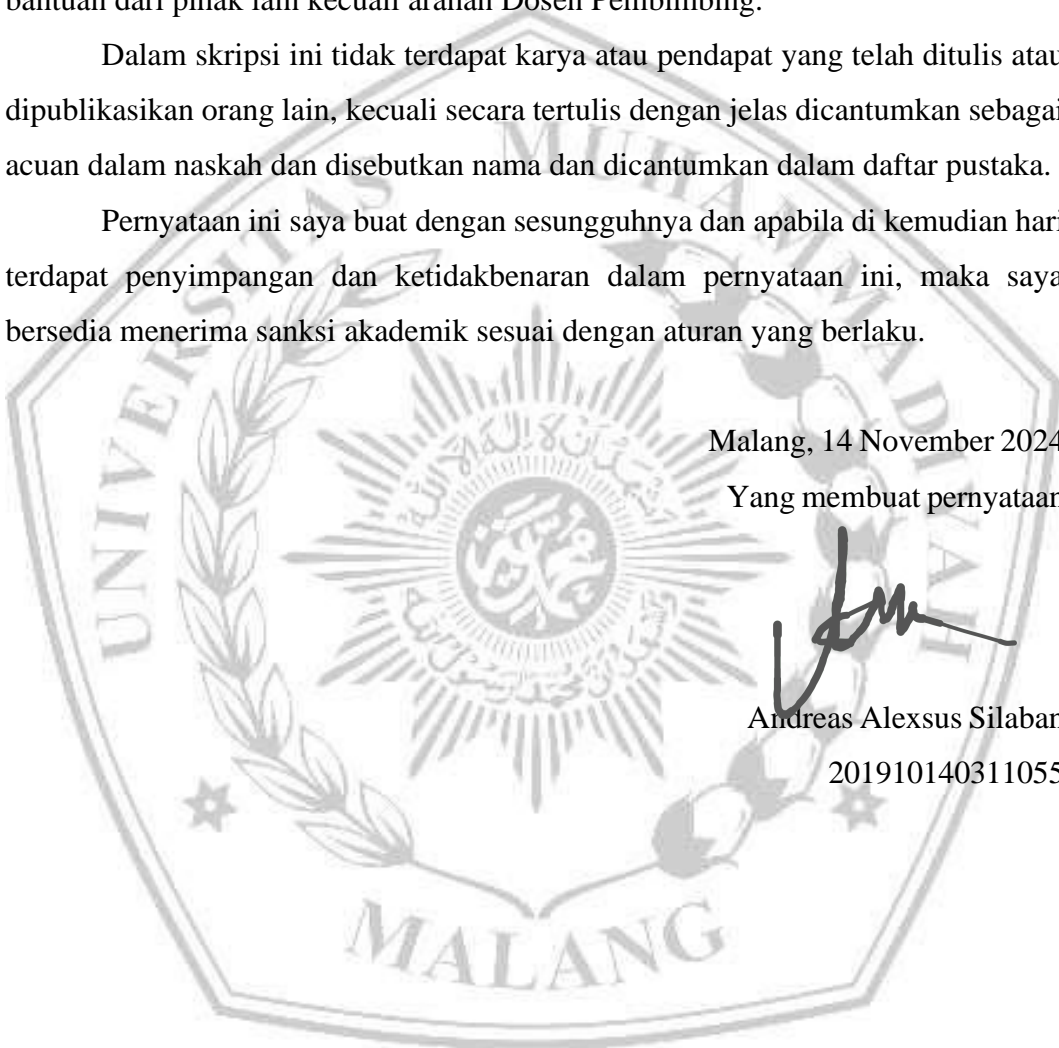 bantuan dari pihak lain kecuali arahan Dosen Pembimbing.
Dalam skripsi ini tidak terdapat karya atau pendapat yang telah ditulis atau
dipublikasikan orang lain, kecuali secara tertulis dengan jelas dicantumkan sebagai
acuan dalam naskah dan disebutkan nama dan dicantumkan dalam daftar pustaka.
Pernyataan ini saya buat dengan sesungguhnya dan apabila di kemudian hari
terdapat penyimpangan dan ketidakbenaran dalam pernyataan ini, maka saya
bersedia menerima sanksi akademik sesuai dengan aturan yang berlaku.
Malang, 14 November 2024
Yang membuat pernyataan
Andreas Alexsus Silaban
201910140311055
UNIVERSITAS MUHAMMADIYAH
MALANG